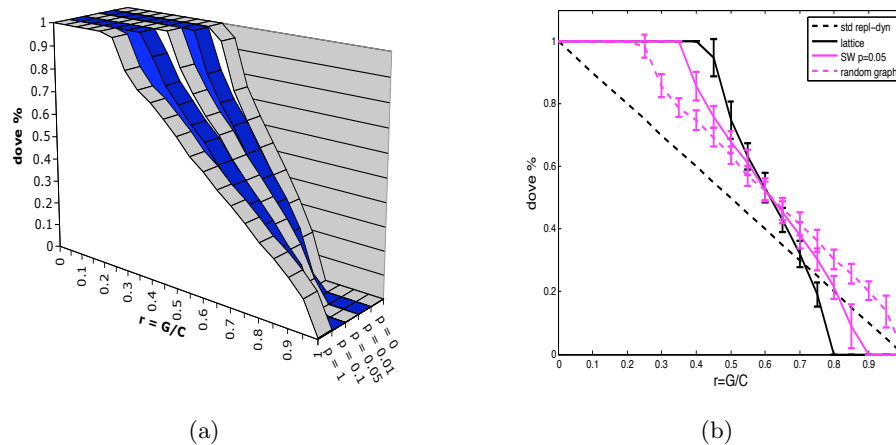 1
0.9
0.8
0.7
0.6
0.5
0.4
0.3
0.2
0.1
0
dove %
0
0.1
0.2
0.3
0.4
0.5
0.6
0.7
0.8
0.9
1
r = G/C
p = 1
p = 0.1
p = 0.05
p = 0.01
p = 0
(a)
std repl-dyn
lattice
SW p=0.05
random graph
1
0.8
0.6
0.4
0.2
0
dove %
0
0.1
0.2
0.3
0.4
0.5
0.6
0.7
0.8
0.9
r=G/C
(b)